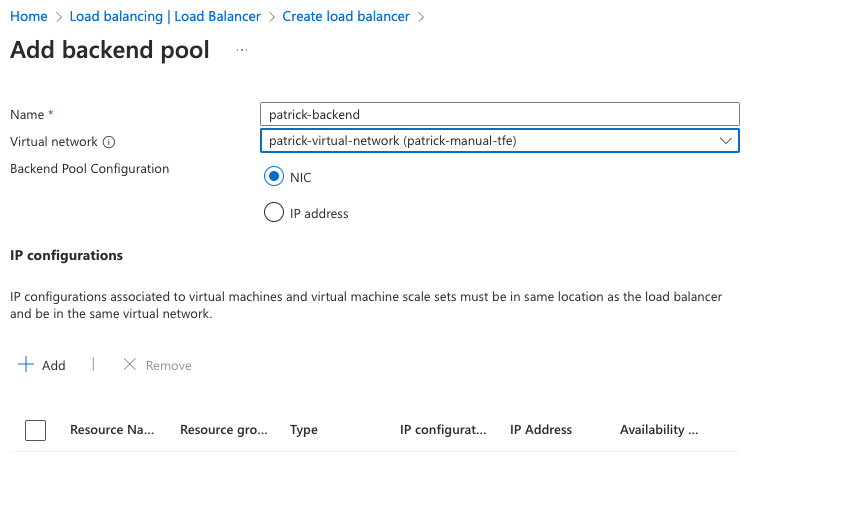 Home > Load balancing | Load Balancer > Create load balancer >
Add backend pool ...
Name *
patrick-backend
Virtual network
patrick-virtual-network (patrick-manual-tfe)
Backend Pool Configuration
NIC
IP address
IP configurations
IP configurations associated to virtual machines and virtual machine scale sets must be in same location as the load balancer
and be in the same virtual network.
+ Add | × Remove
Resource Na... Resource gro... Type IP configurat... IP Address Availability ...